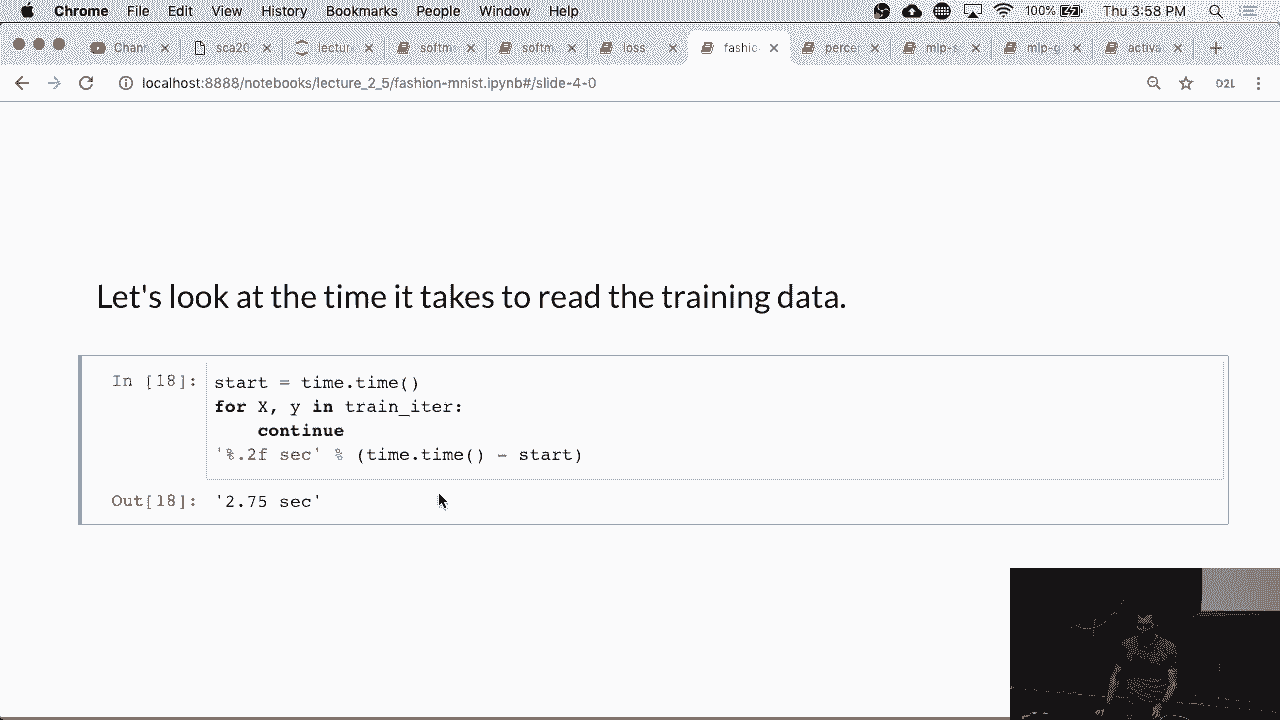 Chrome File Edit View History Bookmarks People Window Help 100% Thu 3:58 PM
Chan sca20 lectur softm softm loss fashio perce mlp-s mlp-g activa
localhost:8888/notebooks/lecture_2_5/fashion-mnist.ipynb#/slide-4-0 D2L
Let's look at the time it takes to read the training data.
In [18]: start = time.time()
for X, y in train_iter:
continue
'%.2f sec' % (time.time() - start)
Out[18]: '2.75 sec'